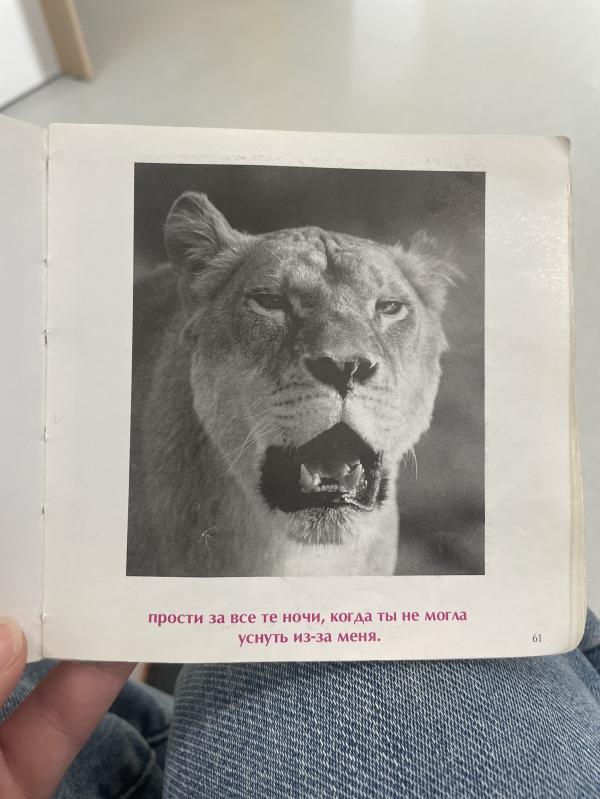 прости за все те ночи, когда ты не могла
уснуть из-за меня.
61